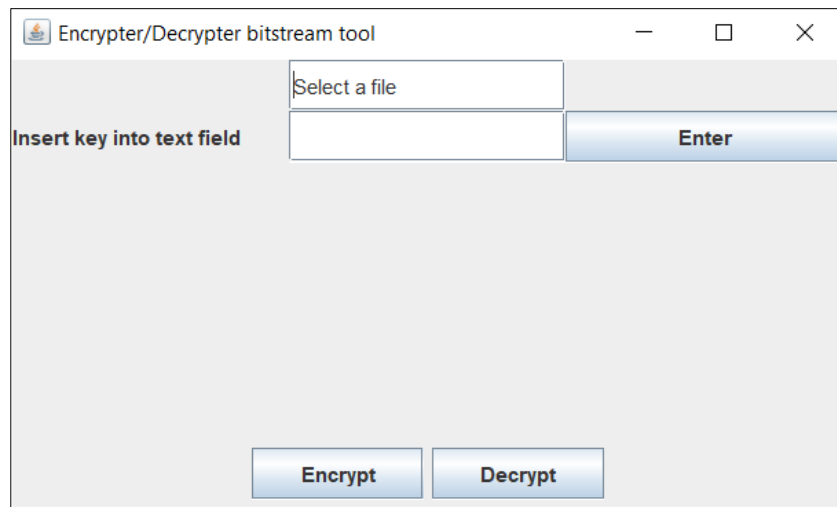 Encrypter/Decrypter bitstream tool
Select a file
Insert key into text field Enter
Encrypt Decrypt